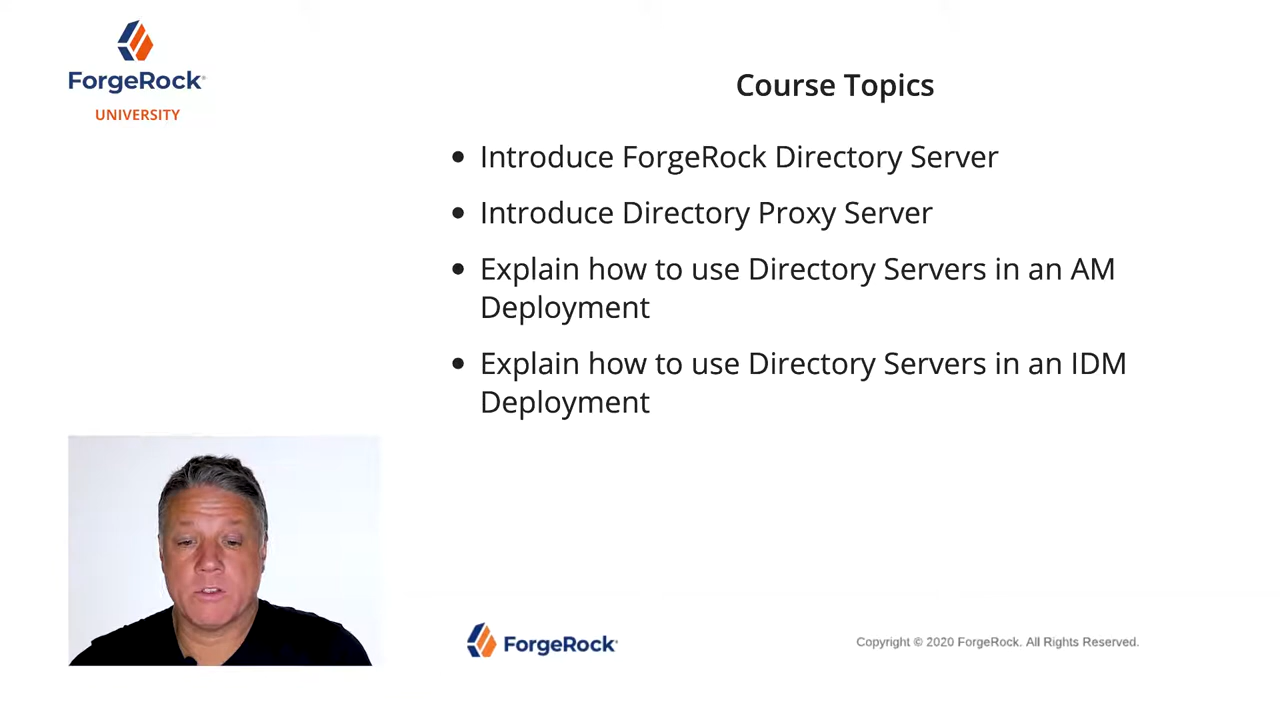 ForgeRock®
UNIVERSITY
Course Topics
• Introduce ForgeRock Directory Server
• Introduce Directory Proxy Server
• Explain how to use Directory Servers in an AM
Deployment
• Explain how to use Directory Servers in an IDM
Deployment
ForgeRock®
Copyright © 2020 ForgeRock. All Rights Reserved.